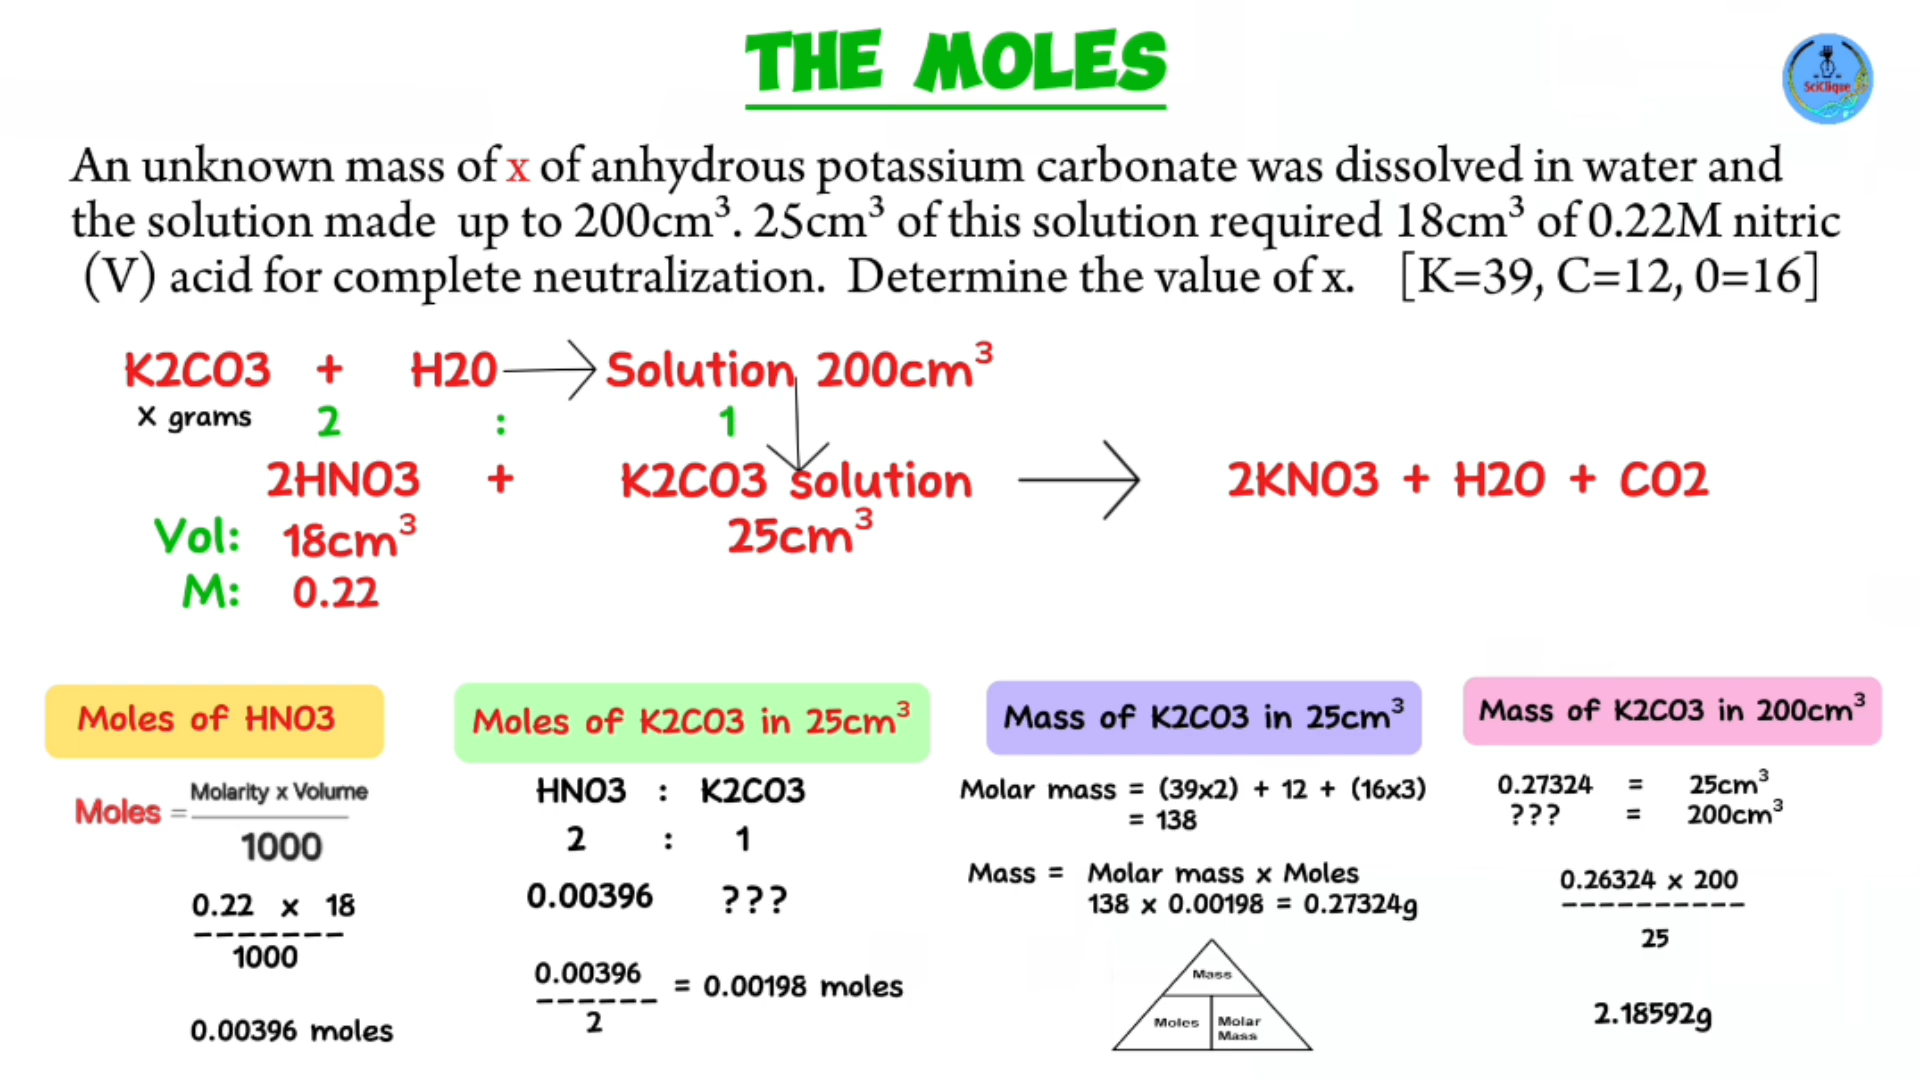 THE MOLES
SciClique
An unknown mass of x of anhydrous potassium carbonate was dissolved in water and
the solution made up to 200cm³. 25cm³ of this solution required 18cm³ of 0.22M nitric
(V) acid for complete neutralization. Determine the value of x. [K=39, C=12, 0=16]
K2CO3 + H20 Solution 200cm³
X grams 2 : 1
2HNO3 + K2CO3 solution 2KNO3 + H2O + CO2
Vol: 18cm³ 25cm³
M: 0.22
Moles of HNO3
Moles = Molarity x Volume
1000
0.22 x 18
-------
1000
0.00396 moles
Moles of K2CO3 in 25cm³
HNO3 : K2CO3
2 : 1
0.00396 ???
0.00396
------- = 0.00198 moles
2
Mass of K2CO3 in 25cm³
Molar mass = (39x2) + 12 + (16x3)
= 138
Mass = Molar mass x Moles
138 x 0.00198 = 0.27324g
Mass
Moles Molar
Mass
Mass of K2CO3 in 200cm³
0.27324 = 25cm³
??? = 200cm³
0.26324 x 200
----------
25
2.18592g